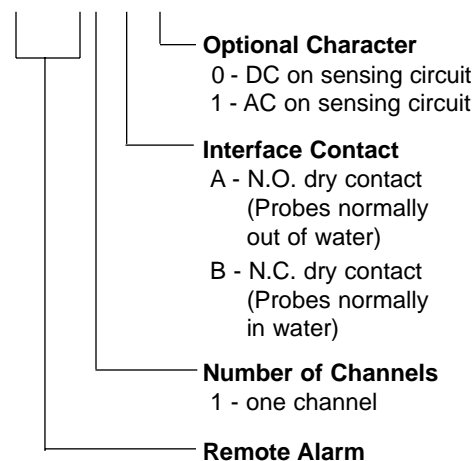 Optional Character
0 - DC on sensing circuit
1 - AC on sensing circuit
Interface Contact
A - N.O. dry contact
(Probes normally
out of water)
B - N.C. dry contact
(Probes normally
in water)
Number of Channels
1 - one channel
Remote Alarm